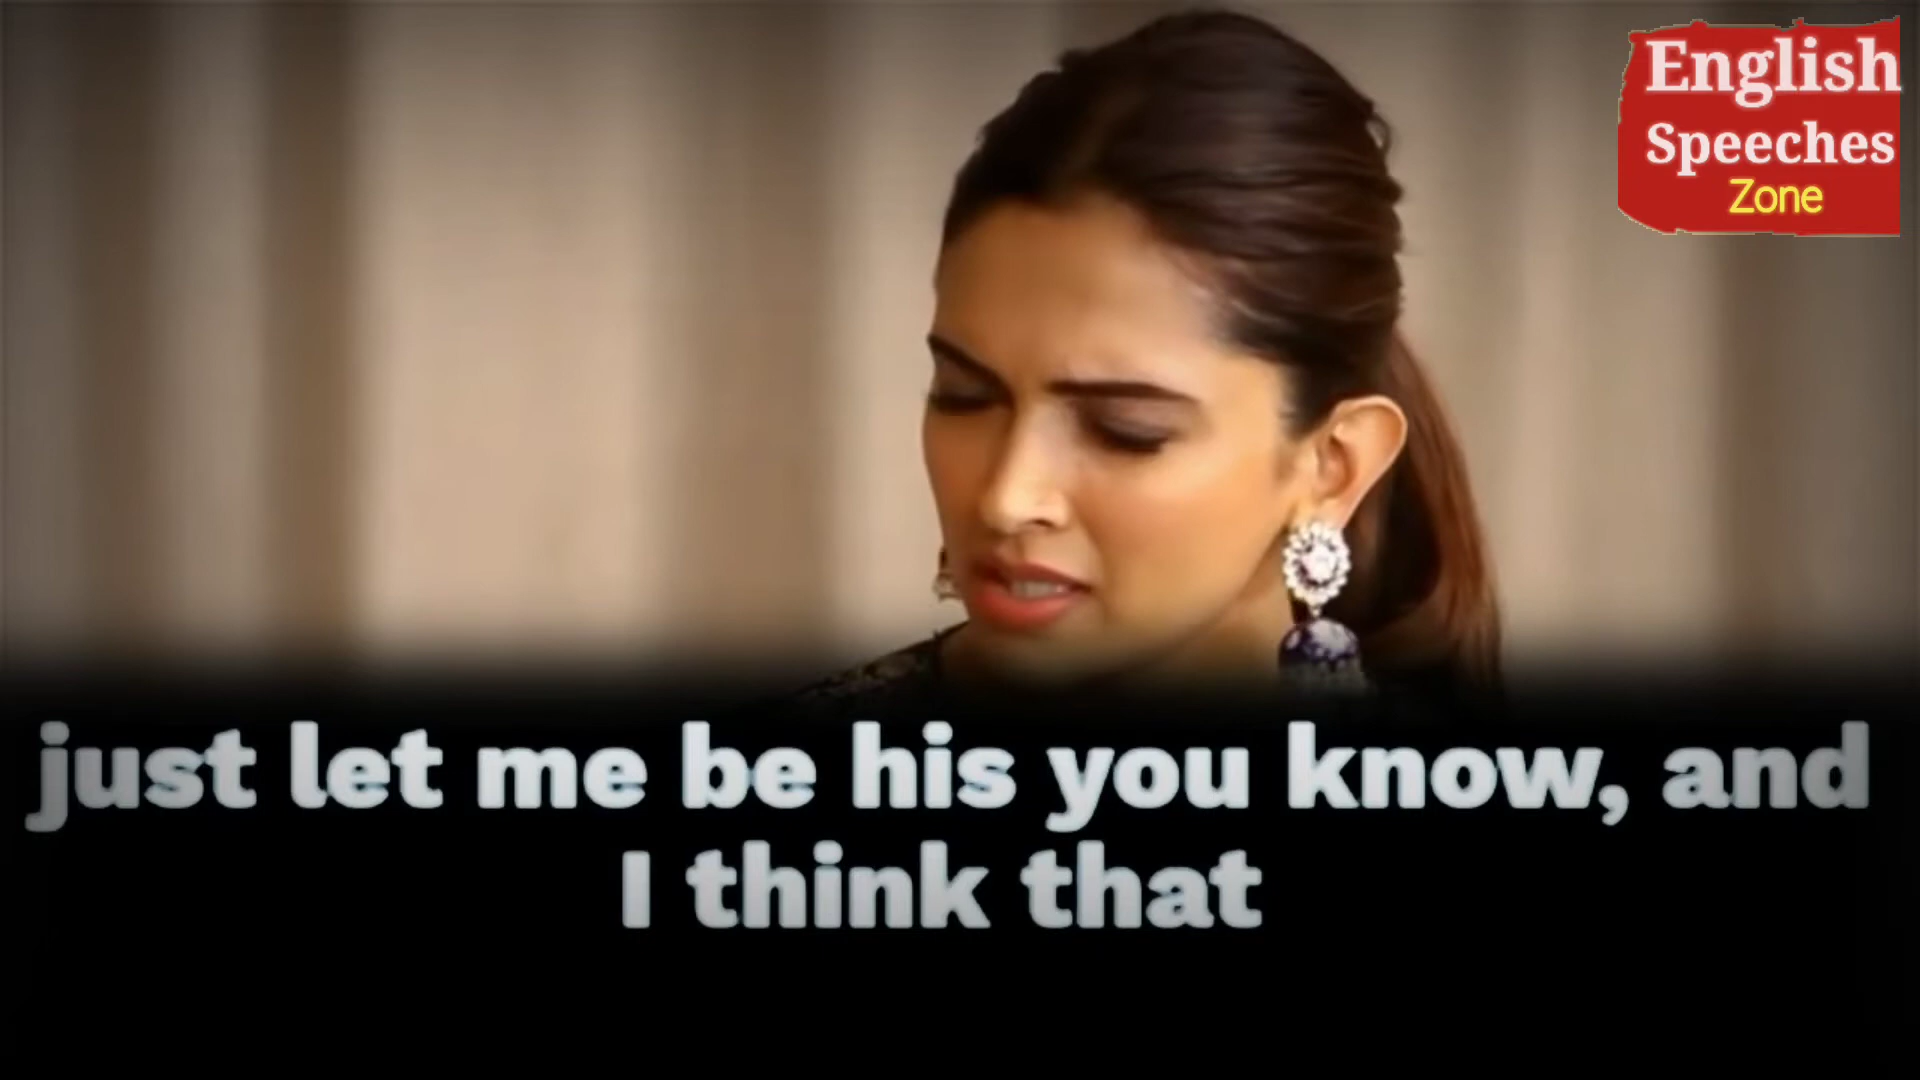 English
Speeches
Zone
just let me be his you know, and
I think that